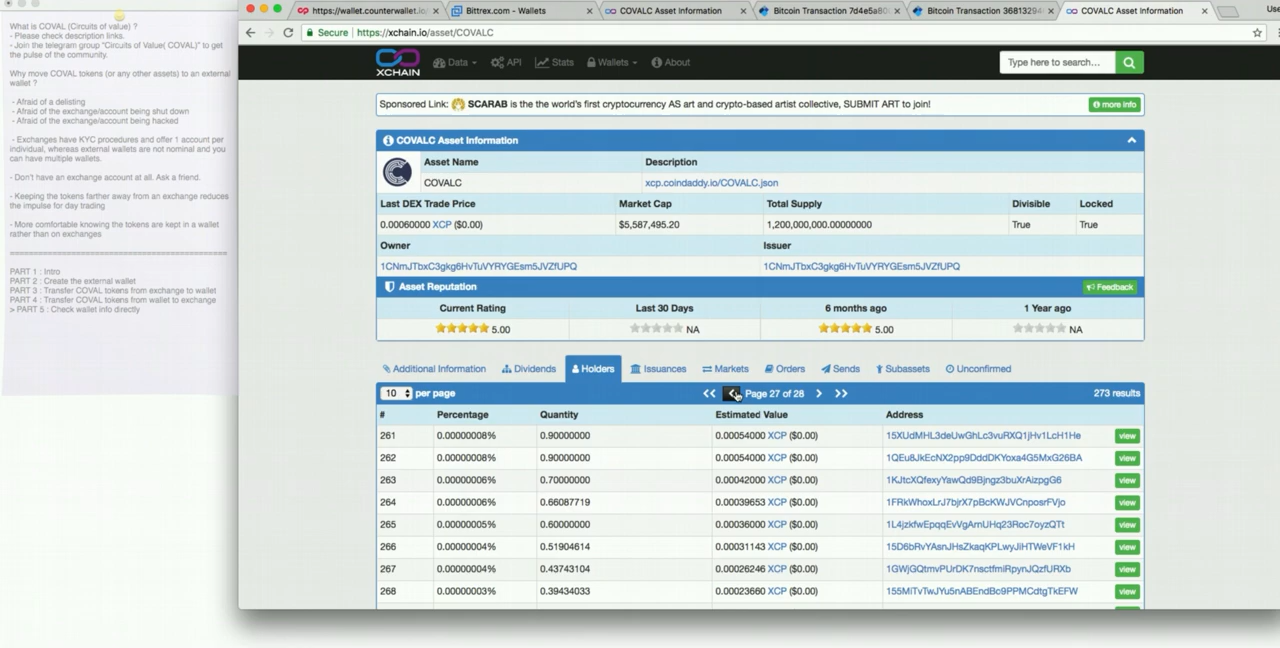 What is COVAL (Circuits of value) ?
- Please check description links.
- Join the telegram group "Circuits of Value( COVAL)" to get
the pulse of the community.
Why move COVAL tokens (or any other assets) to an external
wallet ?
- Afraid of a delisting
- Afraid of the exchange/account being shut down
- Afraid of the exchange/account being hacked
- Exchanges have KYC procedures and offer 1 account per
individual, whereas external wallets are not nominal and you
can have multiple wallets.
- Don't have an exchange account at all. Ask a friend.
- Keeping the tokens farther away from an exchange reduces
the impulse for day trading
- More comfortable knowing the tokens are kept in a wallet
rather than on exchanges
PART 1 : Intro
PART 2 : Create the external wallet
PART 3 : Transfer COVAL tokens from exchange to wallet
PART 4 : Transfer COVAL tokens from wallet to exchange
> PART 5 : Check wallet info directly
https://wallet.counterwallet.io Bittrex.com - Wallets COVALC Asset Information Bitcoin Transaction 7d4e5a80 Bitcoin Transaction 3681329 COVALC Asset Information Use
Secure https://xchain.io/asset/COVALC
XCHAIN Data API Stats Wallets About Type here to search...
Sponsored Link: SCARAB is the the world's first cryptocurrency AS art and crypto-based artist collective, SUBMIT ART to join! more info
COVALC Asset Information
Asset Name Description
COVALC xcp.coindaddy.io/COVALC.json
Last DEX Trade Price Market Cap Total Supply Divisible Locked
0.00060000 XCP ($0.00) $5,587,495.20 1,200,000,000.00000000 True True
Owner Issuer
1CNmJTbxC3gkg6HvTuVYRYGEsm5JVZfUPQ 1CNmJTbxC3gkg6HvTuVYRYGEsm5JVZfUPQ
Asset Reputation Feedback
Current Rating Last 30 Days 6 months ago 1 Year ago
5.00 NA 5.00 NA
Additional Information Dividends Holders Issuances Markets Orders Sends Subassets Unconfirmed
10 per page << < Page 27 of 28 > >> 273 results
# Percentage Quantity Estimated Value Address
261 0.00000008% 0.90000000 0.00054000 XCP ($0.00) 15XUdMHL3deUwGhLc3vuRXQ1jHv1LcH1He view
262 0.00000008% 0.90000000 0.00054000 XCP ($0.00) 1QEu8JkEcNX2pp9DddDKYoxa4G5MxG26BA view
263 0.00000006% 0.70000000 0.00042000 XCP ($0.00) 1KJtcXQfexyYawQd9Bjngz3buXrAizpgG6 view
264 0.00000006% 0.66087719 0.00039653 XCP ($0.00) 1FRkWhoxLrJ7bjrX7pBcKWJVCnposrFVjo view
265 0.00000005% 0.60000000 0.00036000 XCP ($0.00) 1L4jzkfwEpqqEvVgAmUHq23Roc7oyzQTt view
266 0.00000004% 0.51904614 0.00031143 XCP ($0.00) 15D6bRvYAsnJHsZkaqKPLwyJiHTWeVF1kH view
267 0.00000004% 0.43743104 0.00026246 XCP ($0.00) 1GWjGQtmvPUrDK7nsctfmiRpynJQzfURXb view
268 0.00000003% 0.39434033 0.00023660 XCP ($0.00) 155MiTvTwJYu5nABEndBc9PPMCdtgTkEFW view